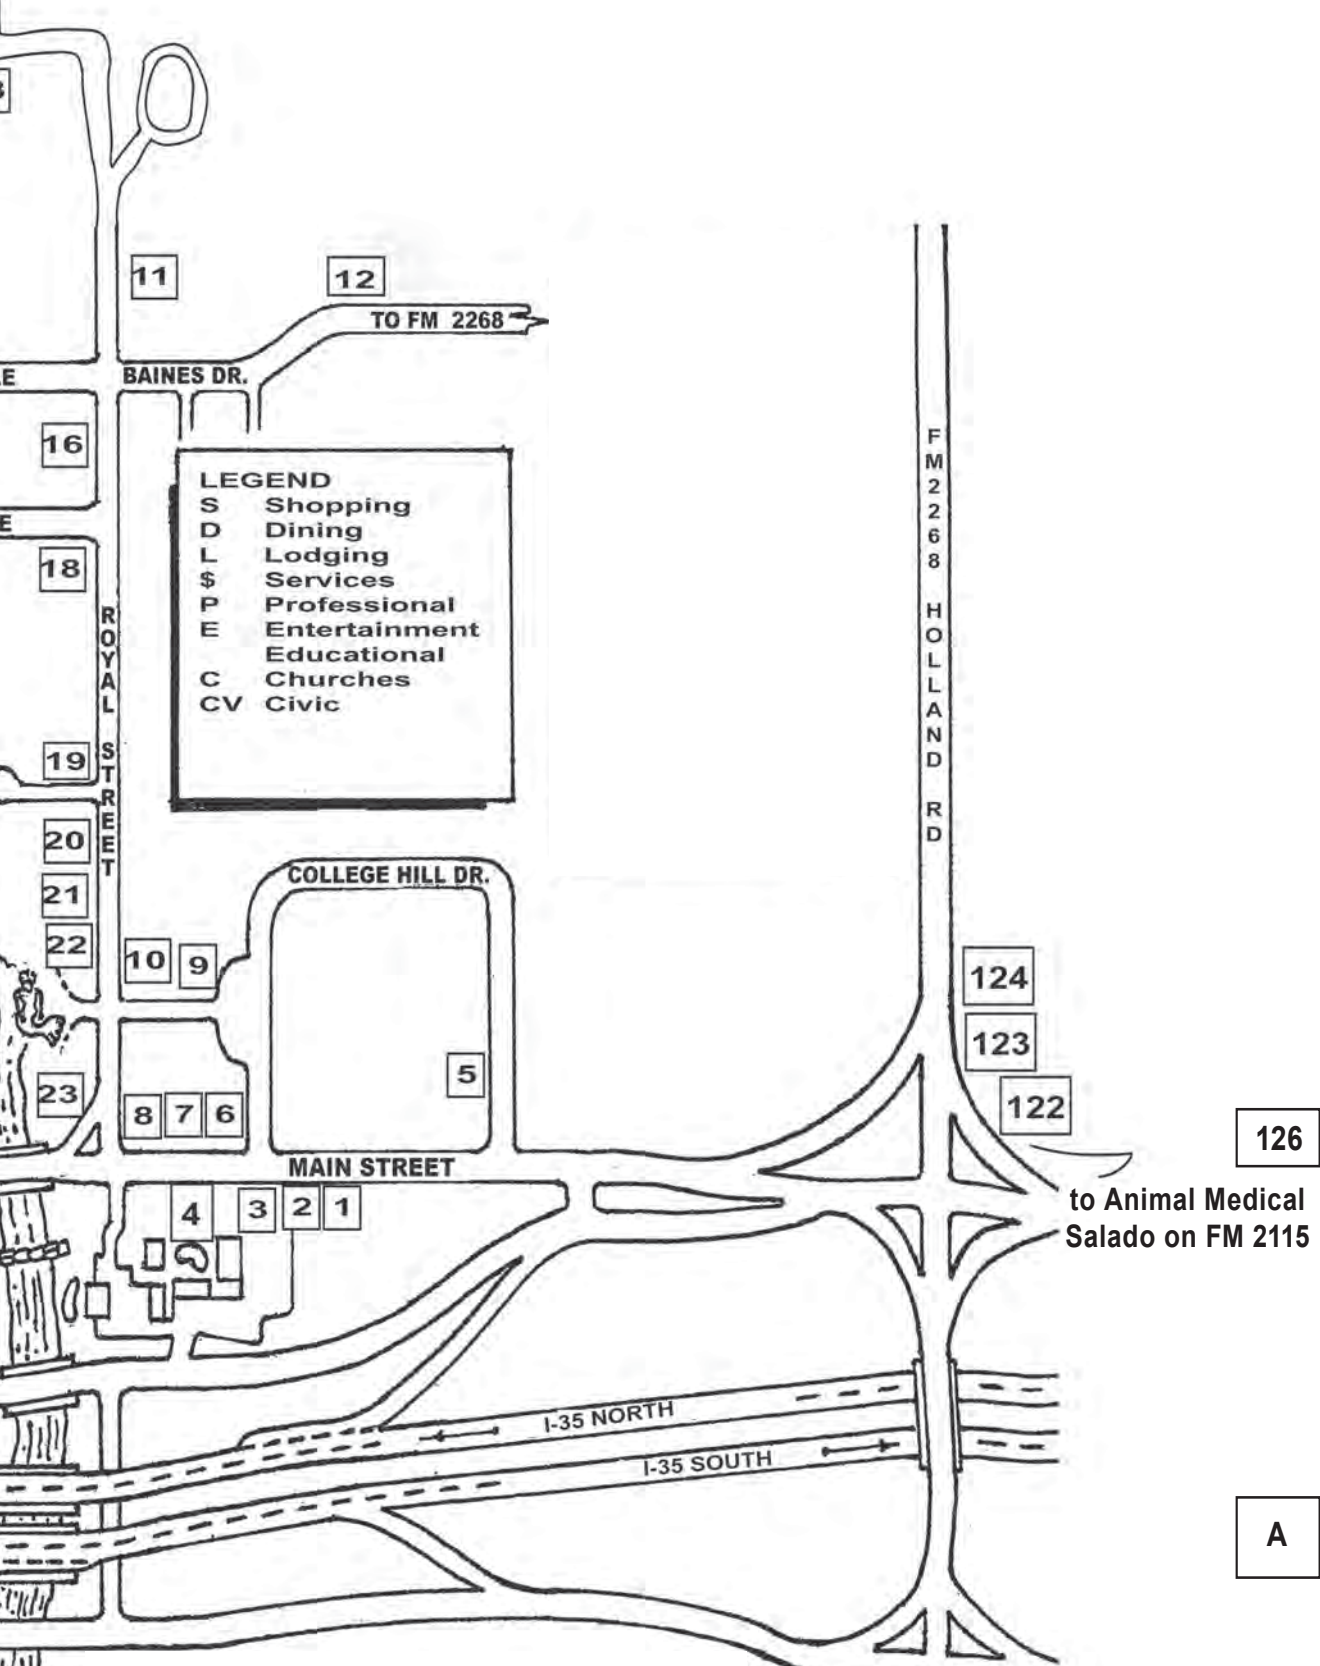 11
12
TO FM 2268
E
BAINES DR.
16
LEGEND
S Shopping
D Dining
L Lodging
$ Services
P Professional
E Entertainment
Educational
C Churches
CV Civic
E
18
ROYAL STREET
FM2268 HOLLAND RD
19
20
21
22
10
9
COLLEGE HILL DR.
5
124
123
122
126
23
8
7
6
MAIN STREET
4
3
2
1
to Animal Medical
Salado on FM 2115
I-35 NORTH
I-35 SOUTH
A